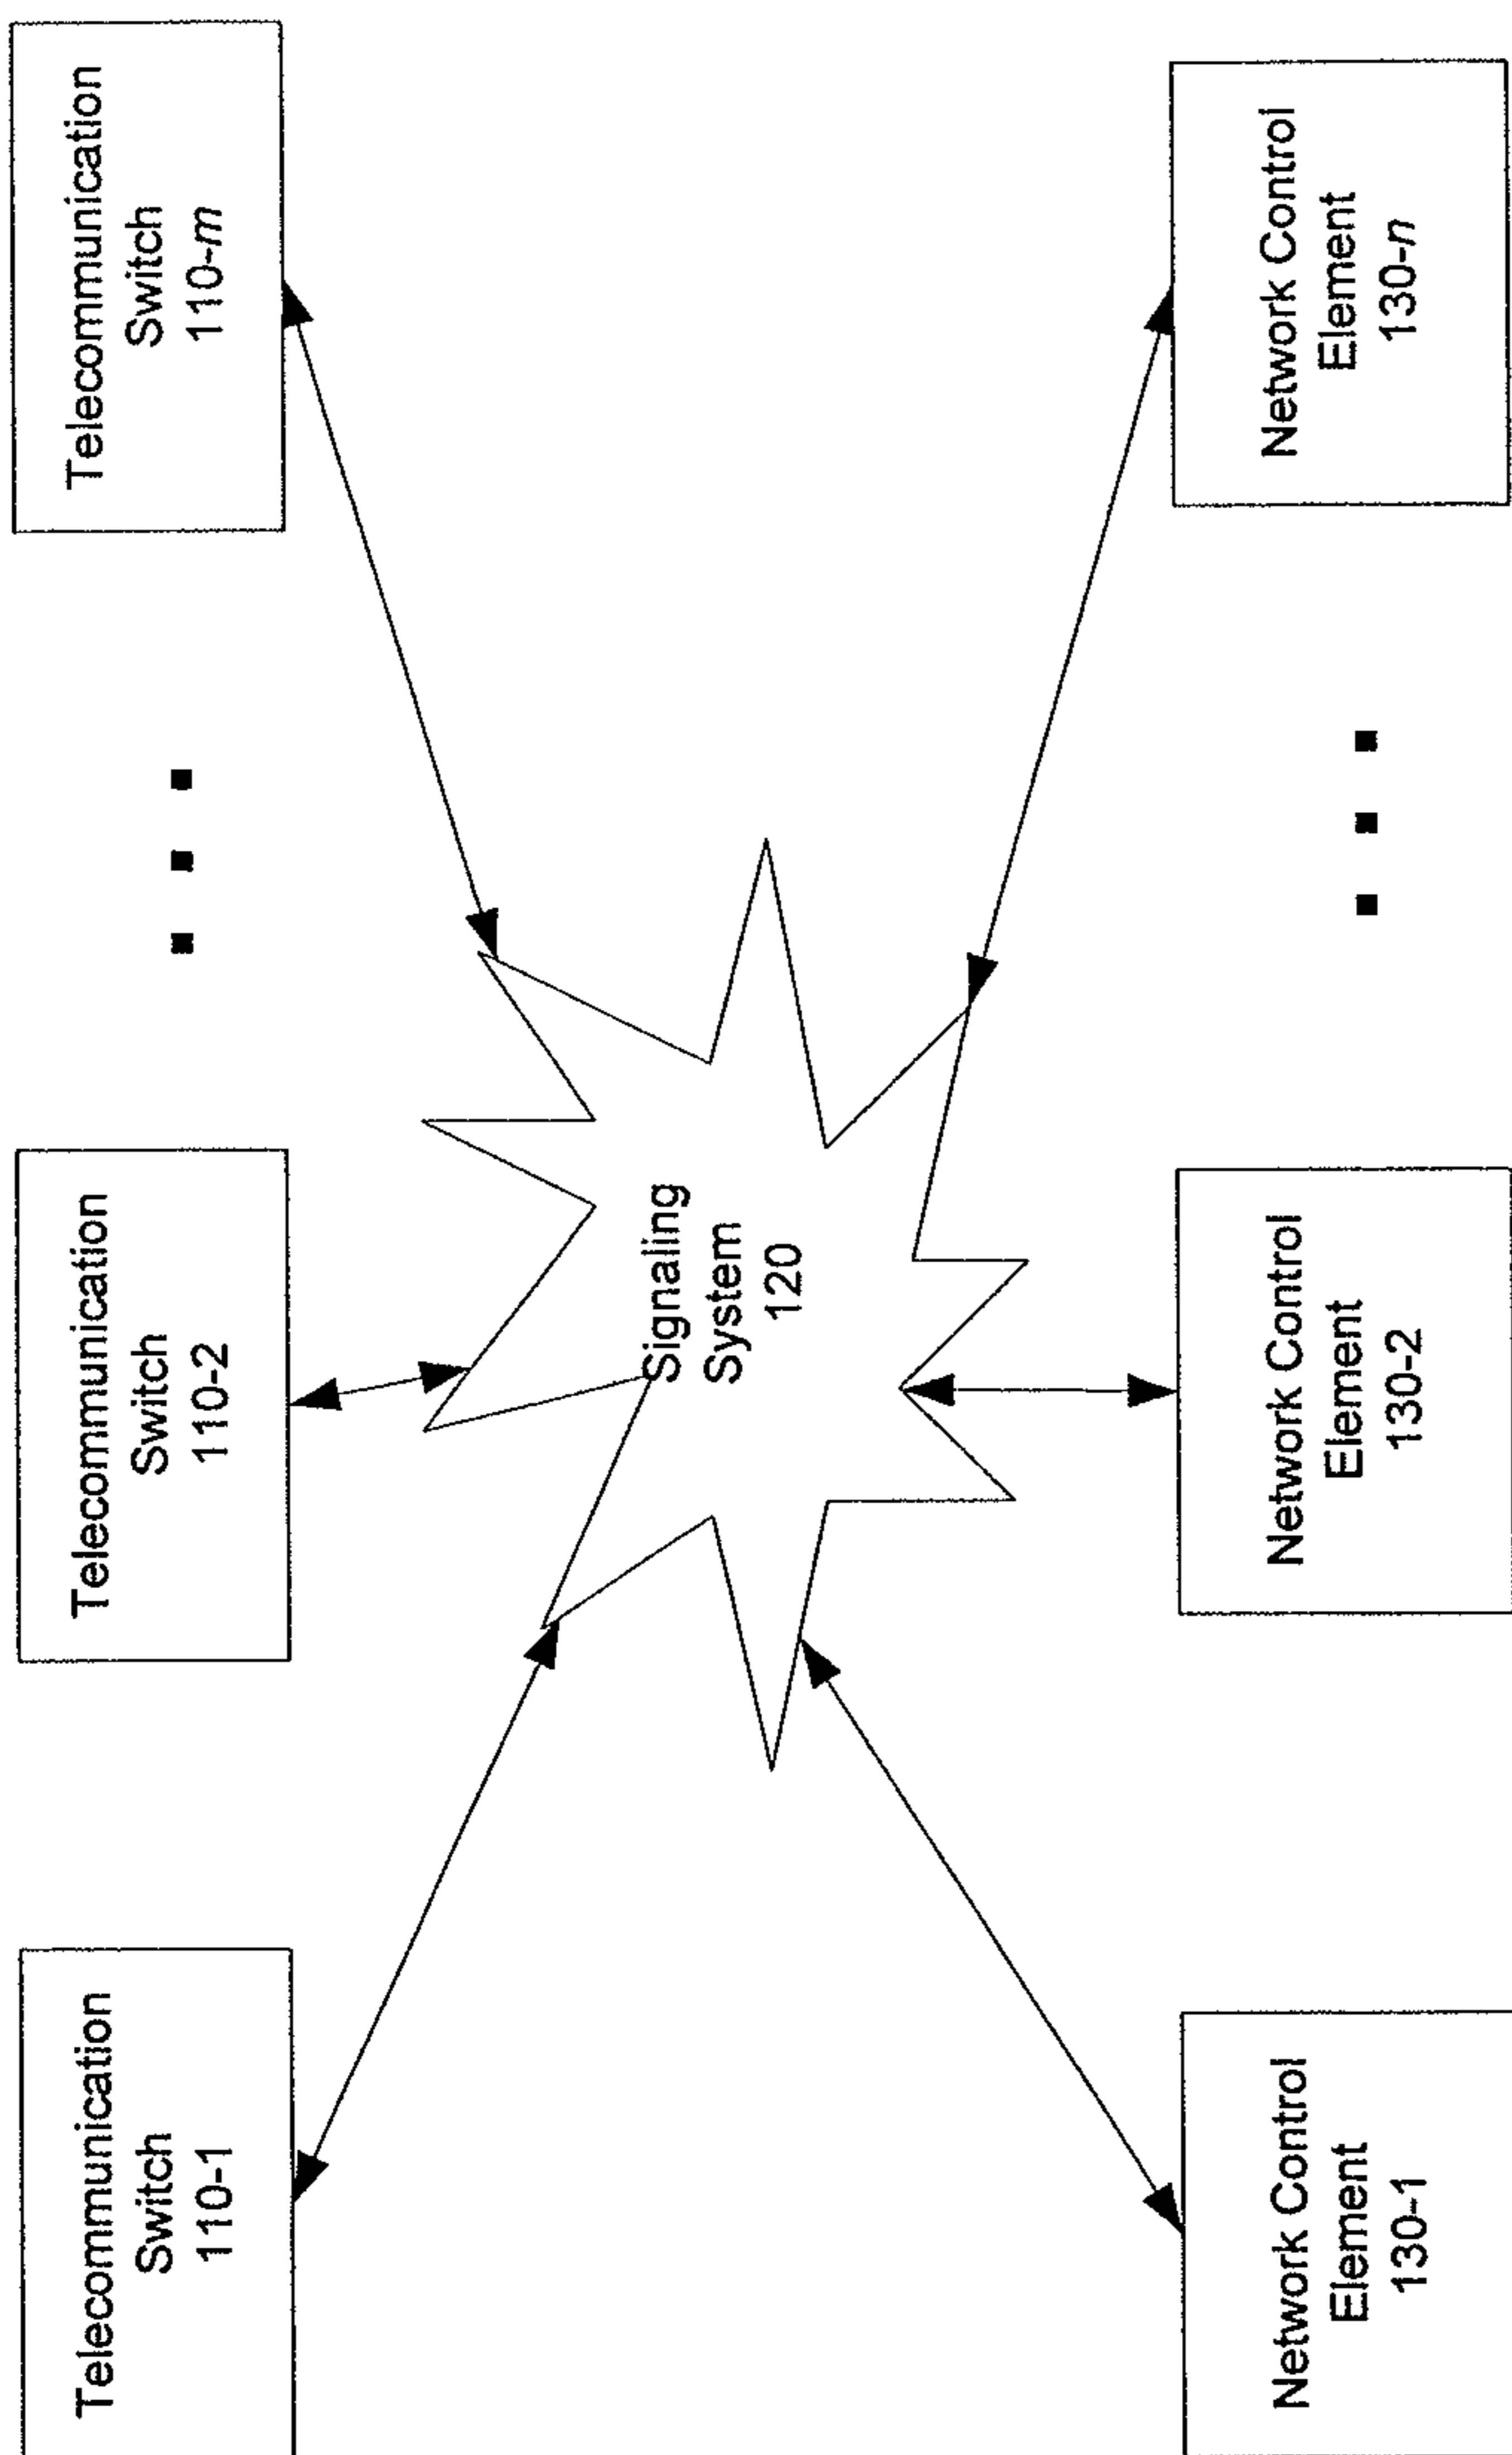 Telecommunication
Switch
110-1
Telecommunication
Switch
110-2
Telecommunication
Switch
110-m
Signaling
System
120
Network Control
Element
130-1
Network Control
Element
130-2
Network Control
Element
130-n